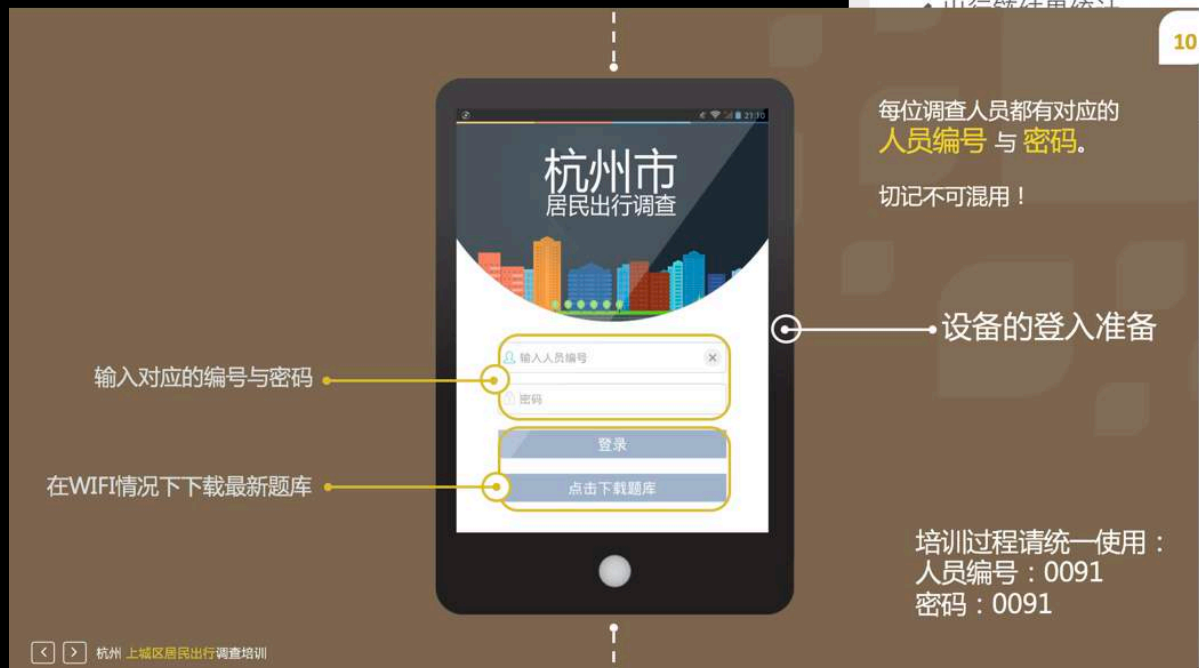 10
每位调查人员都有对应的
人员编号 与 密码。
切记不可混用！
21:10
杭州市
居民出行调查
设备的登入准备
输入人员编号
密码
输入对应的编号与密码
登录
点击下载题库
在WIFI情况下下载最新题库
培训过程请统一使用：
人员编号：0091
密码：0091
杭州 上城区居民出行调查培训